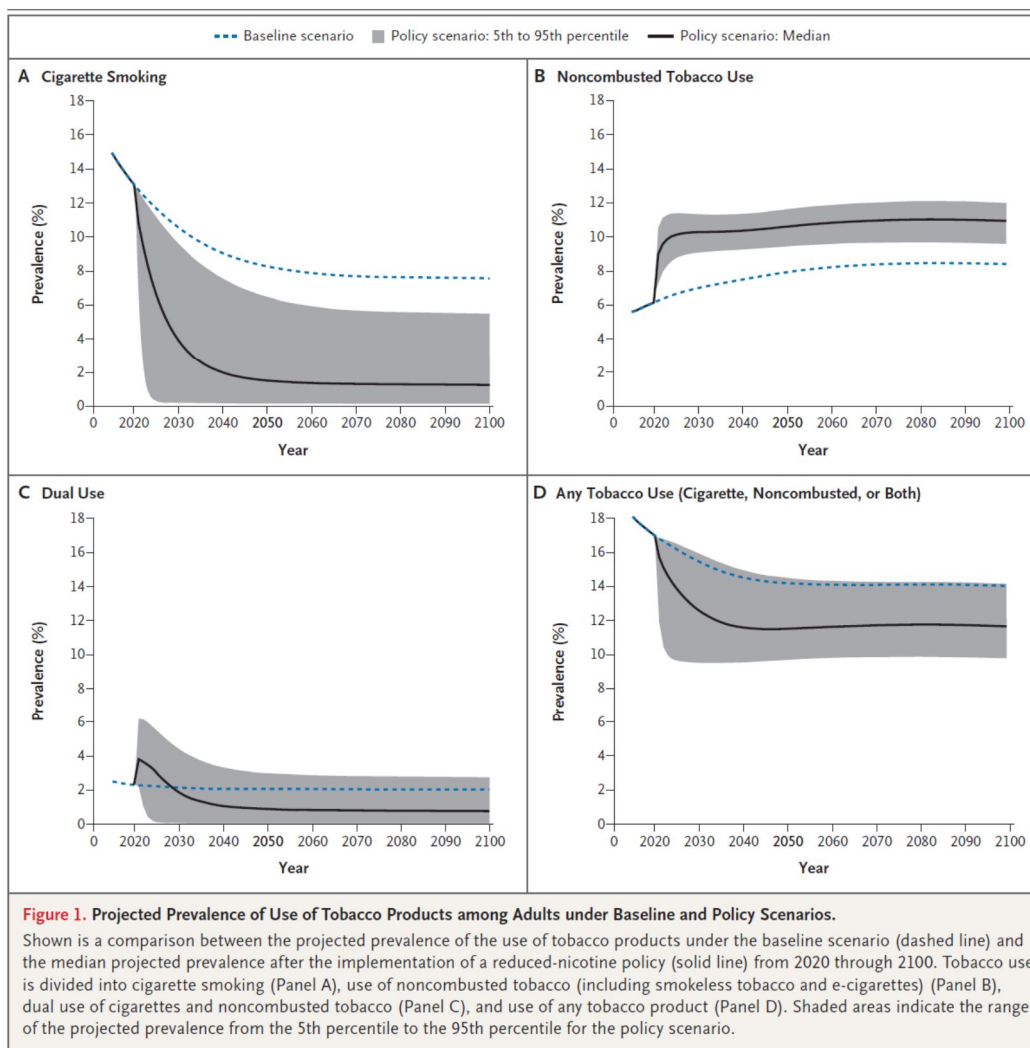 Baseline scenario Policy scenario: 5th to 95th percentile Policy scenario: Median
A Cigarette Smoking
18
16
14
12
10
8
6
4
2
0
Prevalence (%)
0 2020 2030 2040 2050 2060 2070 2080 2090 2100
Year
B Noncombusted Tobacco Use
18
16
14
12
10
8
6
4
2
0
Prevalence (%)
0 2020 2030 2040 2050 2060 2070 2080 2090 2100
Year
C Dual Use
18
16
14
12
10
8
6
4
2
0
Prevalence (%)
0 2020 2030 2040 2050 2060 2070 2080 2090 2100
Year
D Any Tobacco Use (Cigarette, Noncombusted, or Both)
18
16
14
12
10
8
6
4
2
0
Prevalence (%)
0 2020 2030 2040 2050 2060 2070 2080 2090 2100
Year
Figure 1. Projected Prevalence of Use of Tobacco Products among Adults under Baseline and Policy Scenarios.
Shown is a comparison between the projected prevalence of the use of tobacco products under the baseline scenario (dashed line) and
the median projected prevalence after the implementation of a reduced-nicotine policy (solid line) from 2020 through 2100. Tobacco use
is divided into cigarette smoking (Panel A), use of noncombusted tobacco (including smokeless tobacco and e-cigarettes) (Panel B),
dual use of cigarettes and noncombusted tobacco (Panel C), and use of any tobacco product (Panel D). Shaded areas indicate the range
of the projected prevalence from the 5th percentile to the 95th percentile for the policy scenario.